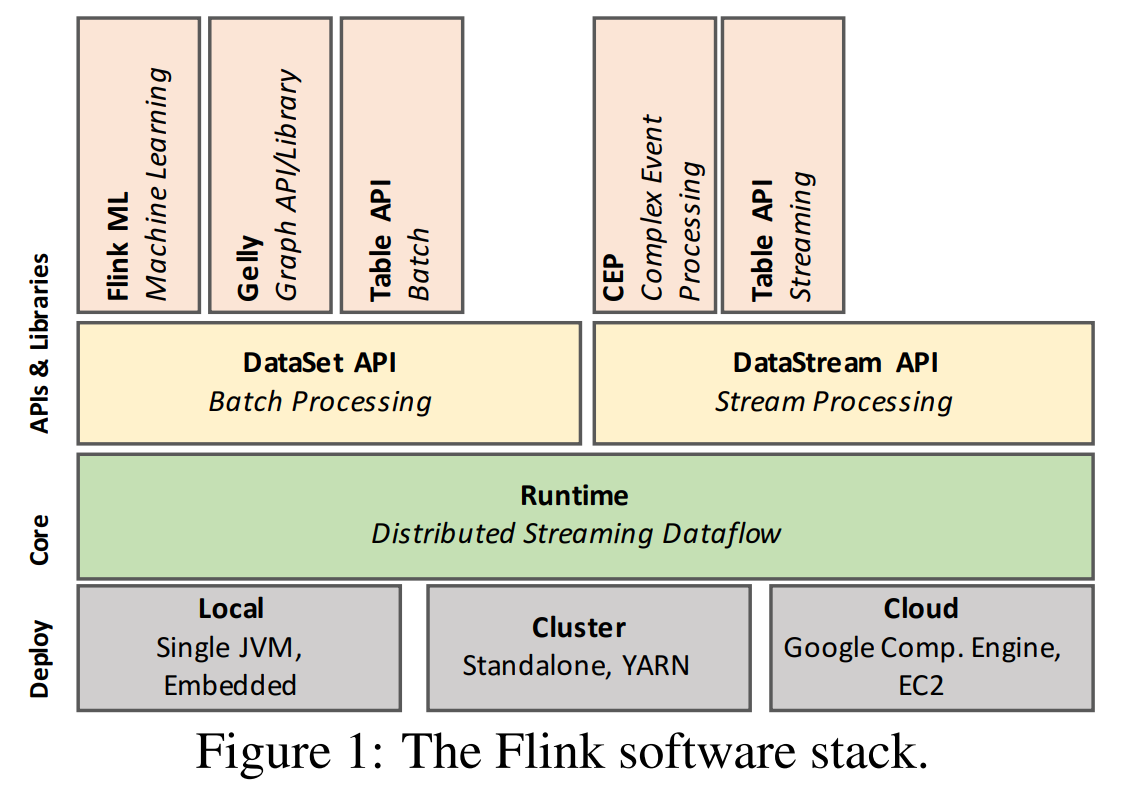 Flink ML
Machine Learning
Gelly
Graph API/Library
Table API
Batch
CEP
Complex Event
Processing
Table API
Streaming
APIs & Libraries
DataSet API
Batch Processing
DataStream API
Stream Processing
Core
Runtime
Distributed Streaming Dataflow
Deploy
Local
Single JVM,
Embedded
Cluster
Standalone, YARN
Cloud
Google Comp. Engine,
EC2
Figure 1: The Flink software stack.